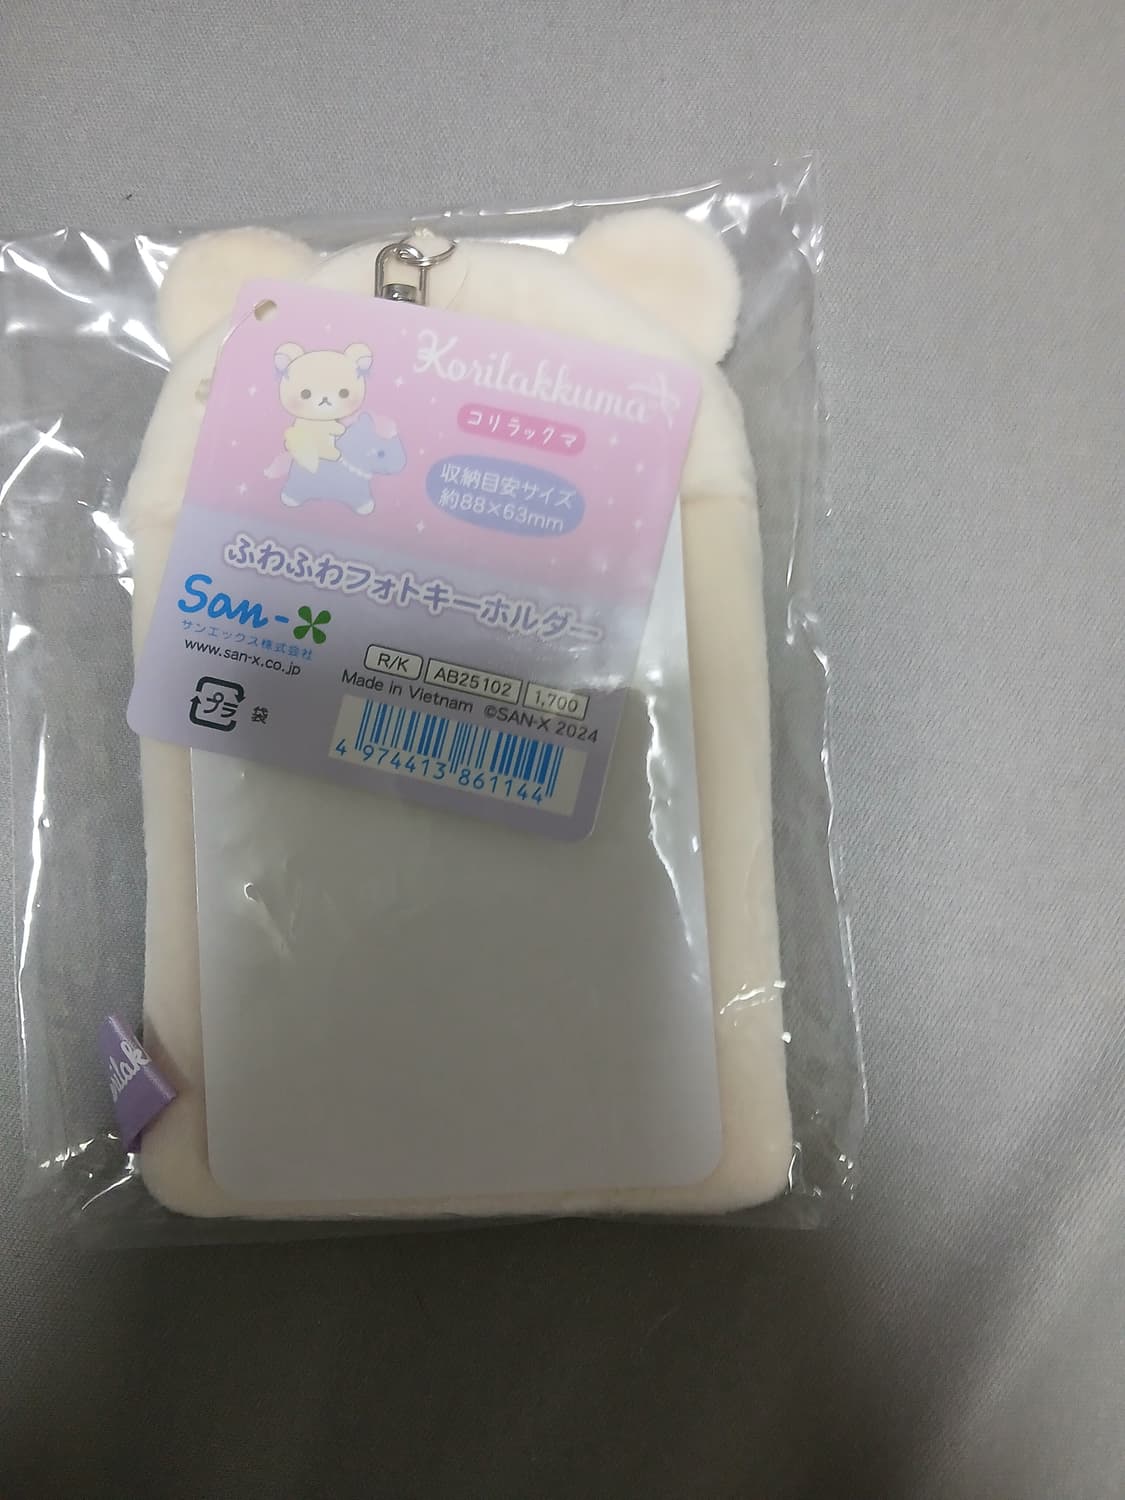 Korilakkuma
コリラックマ
収納目安サイズ
約88×63mm
ふわふわフォトキーホルダー
San-X
サンエックス株式会社
www.san-x.co.jp
R/K AB25102 1,700
Made in Vietnam ©SAN-X 2024
プラ 袋
4 974413 861144